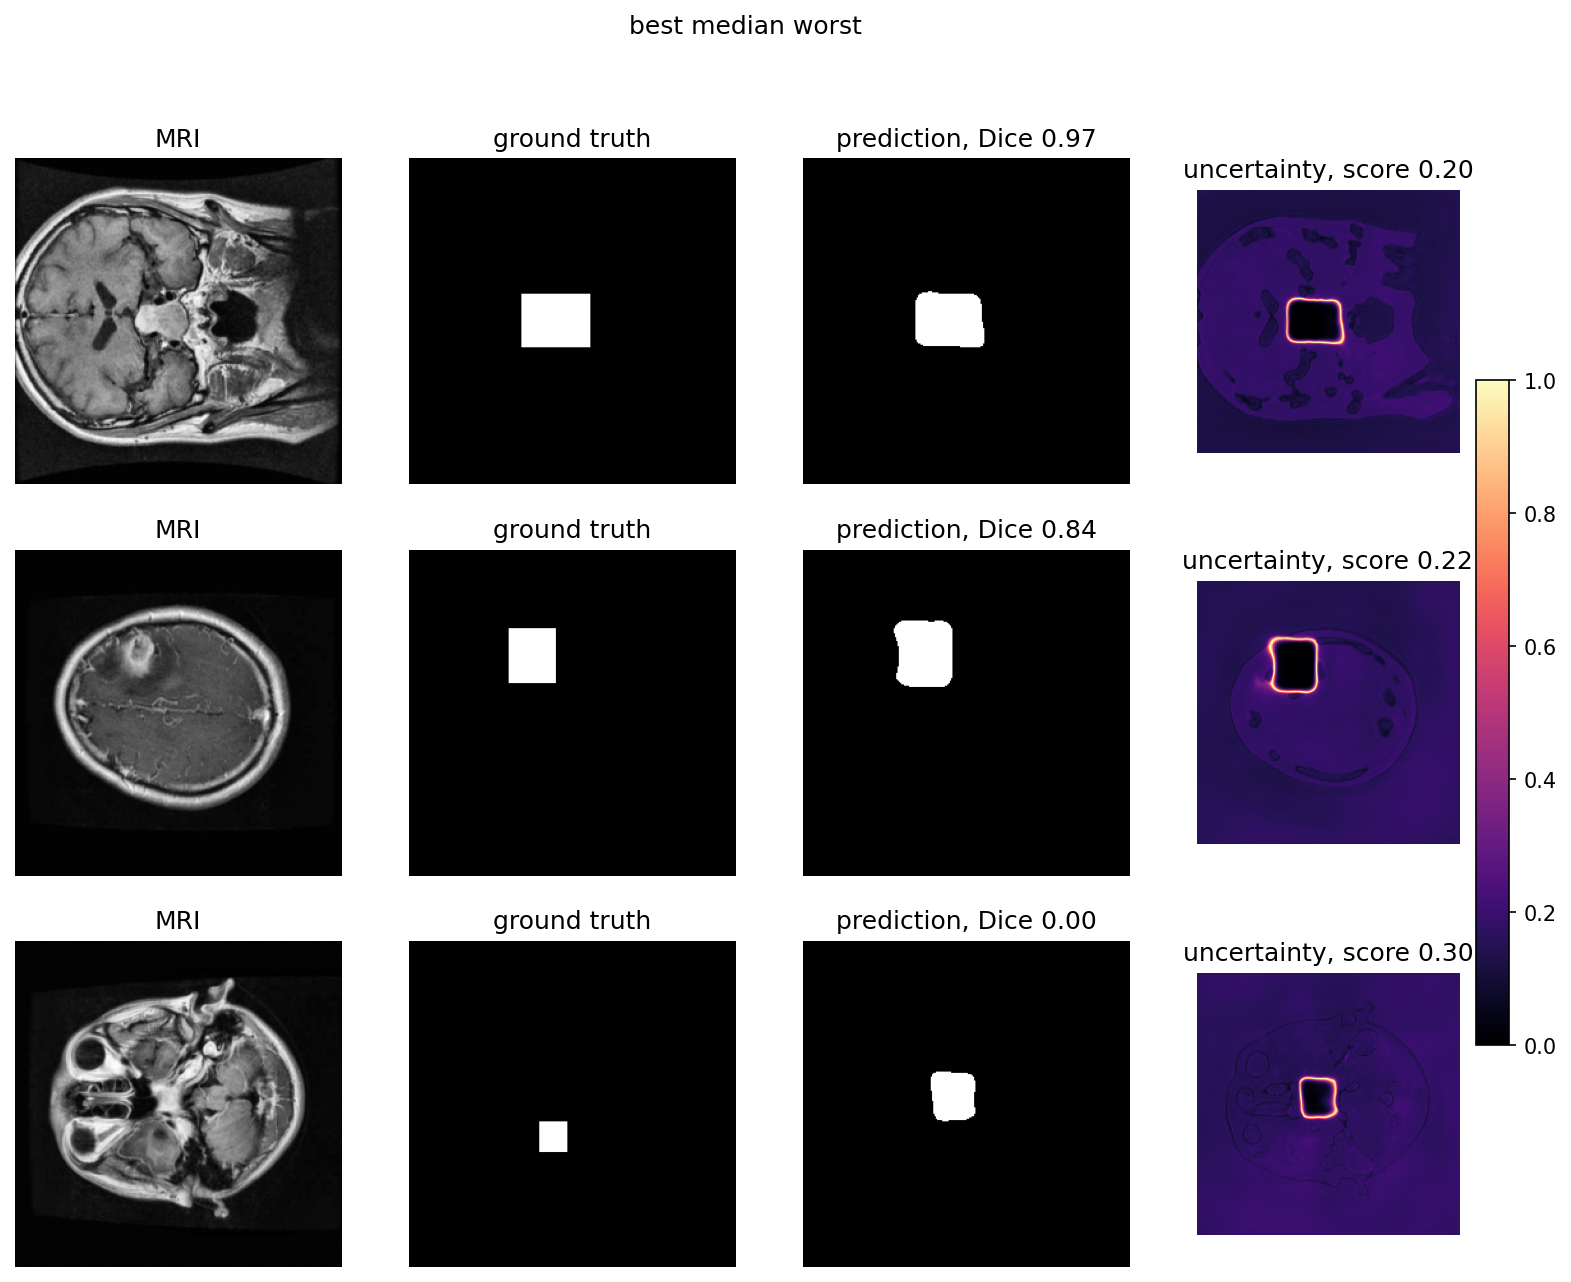 best median worst
MRI
ground truth
prediction, Dice 0.97
uncertainty, score 0.20
MRI
ground truth
prediction, Dice 0.84
uncertainty, score 0.22
MRI
ground truth
prediction, Dice 0.00
uncertainty, score 0.30
1.0
0.8
0.6
0.4
0.2
0.0